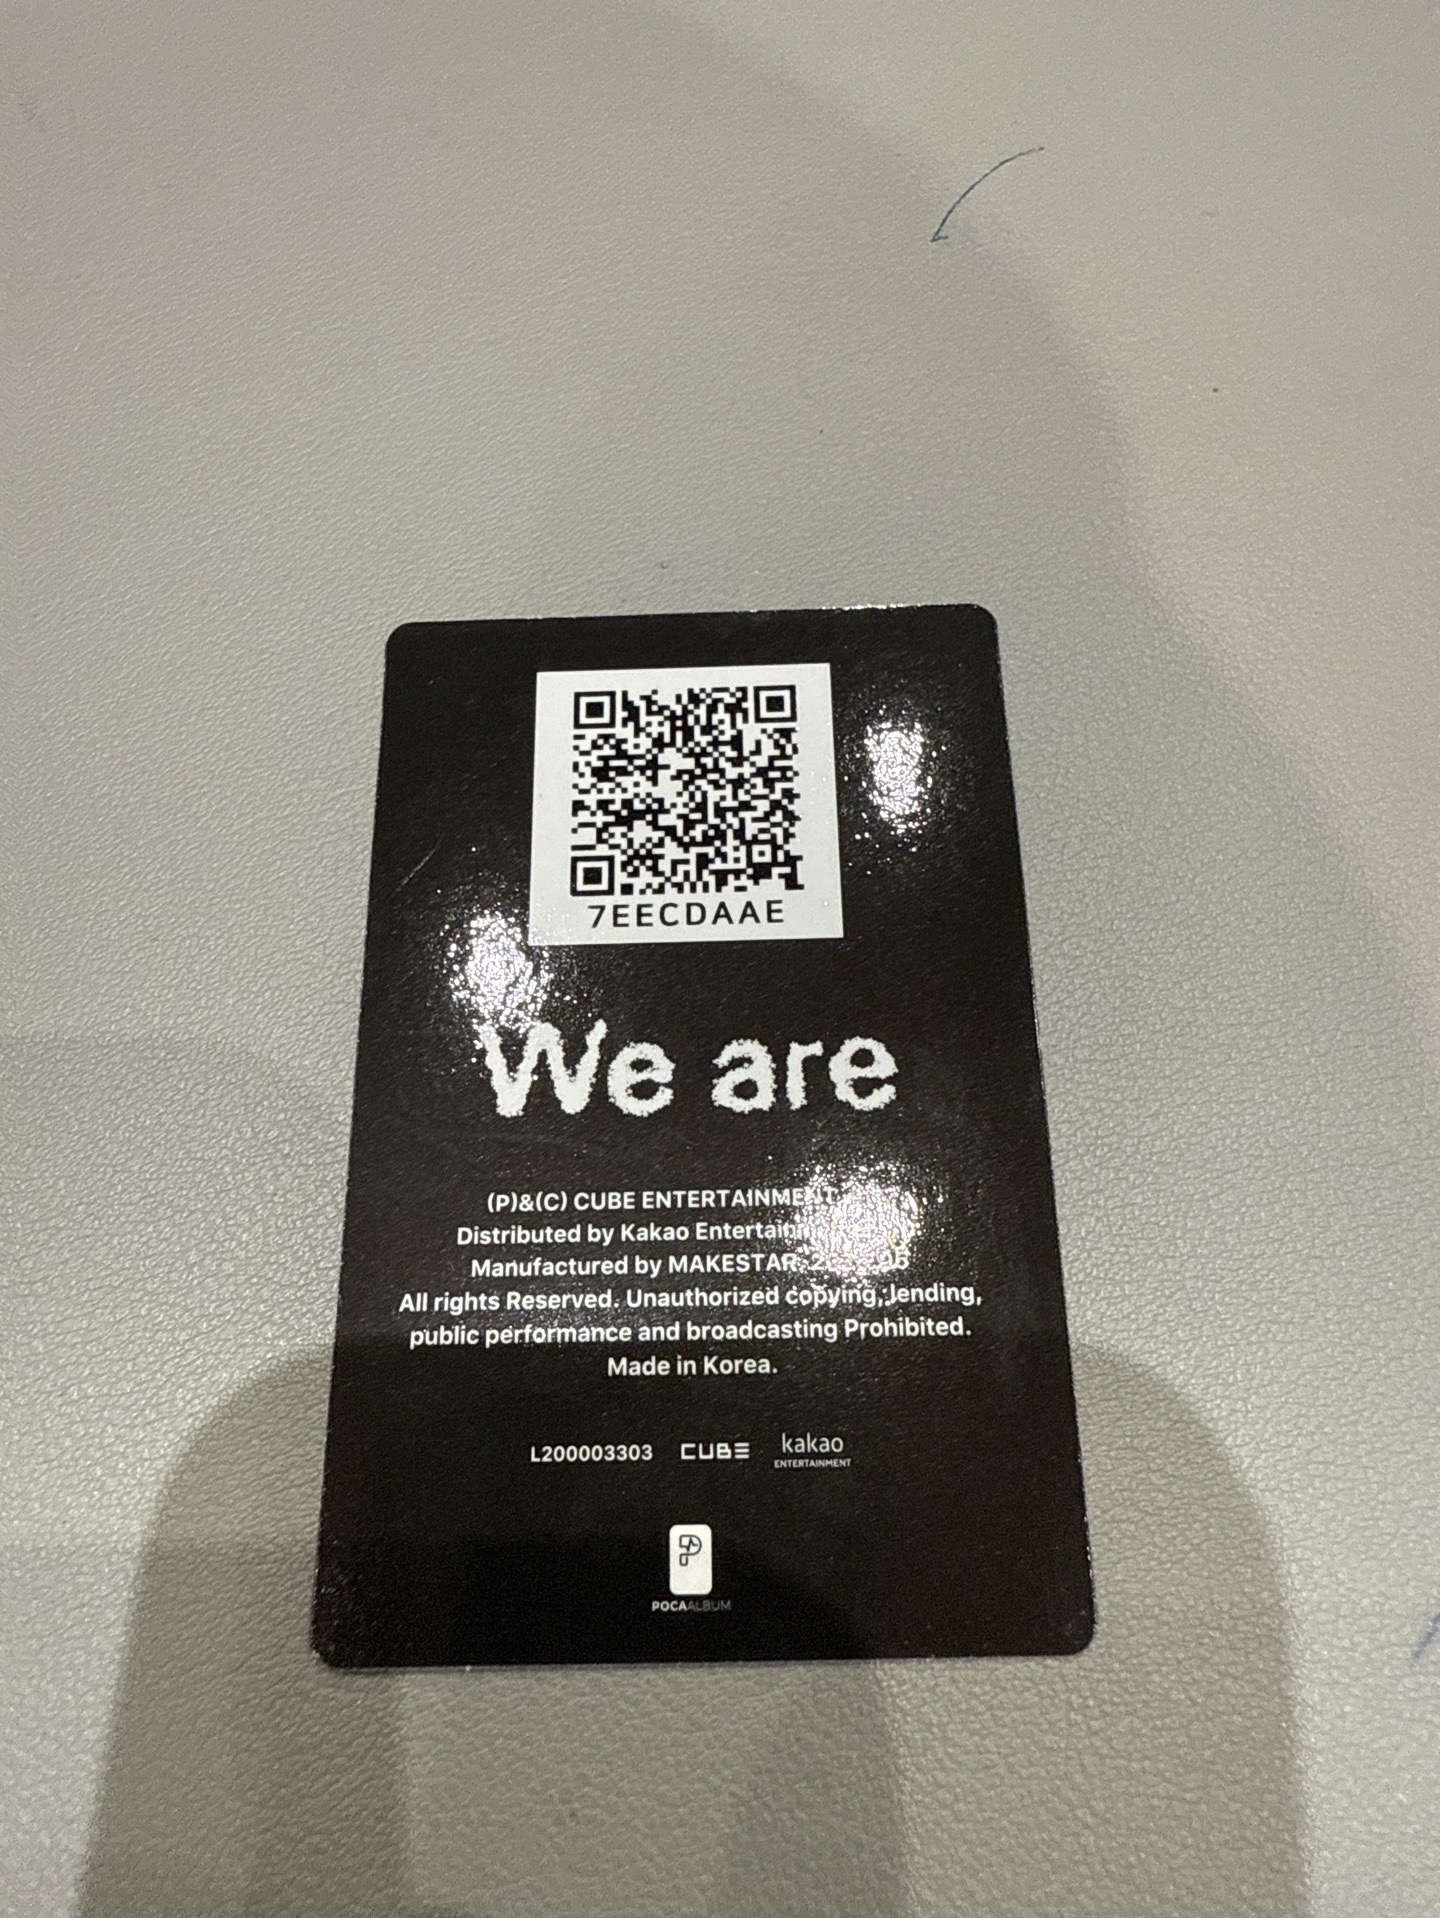 7EECDAAE
We are
(P)&(C) CUBE ENTERTAINMENT
Distributed by Kakao Entertainment
Manufactured by MAKESTAR,
All rights Reserved. Unauthorized copying, lending,
public performance and broadcasting Prohibited.
Made in Korea.
L200003303 CUBE kakao
ENTERTAINMENT
POCAALBUM